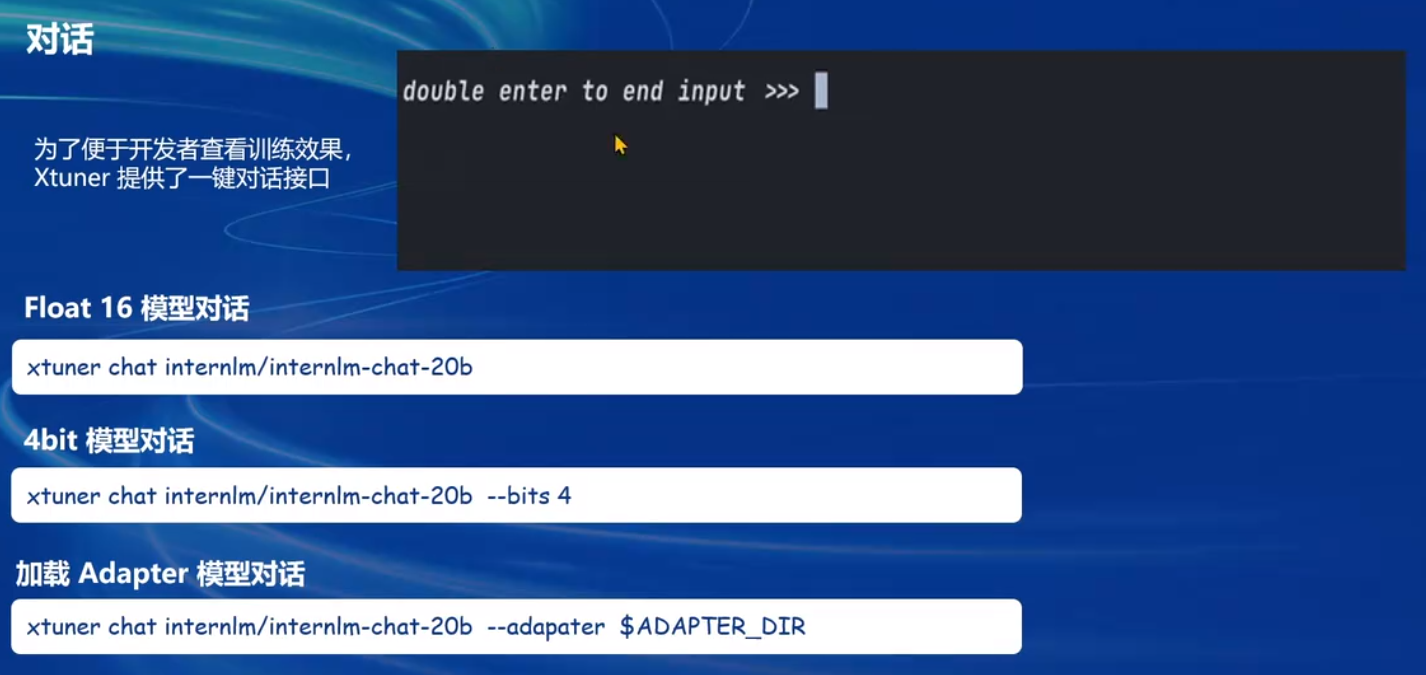 对话
double enter to end input >>>
为了便于开发者查看训练效果，
Xtuner 提供了一键对话接口
Float 16 模型对话
xtuner chat internlm/internlm-chat-20b
4bit 模型对话
xtuner chat internlm/internlm-chat-20b --bits 4
加载 Adapter 模型对话
xtuner chat internlm/internlm-chat-20b --adapater $ADAPTER_DIR